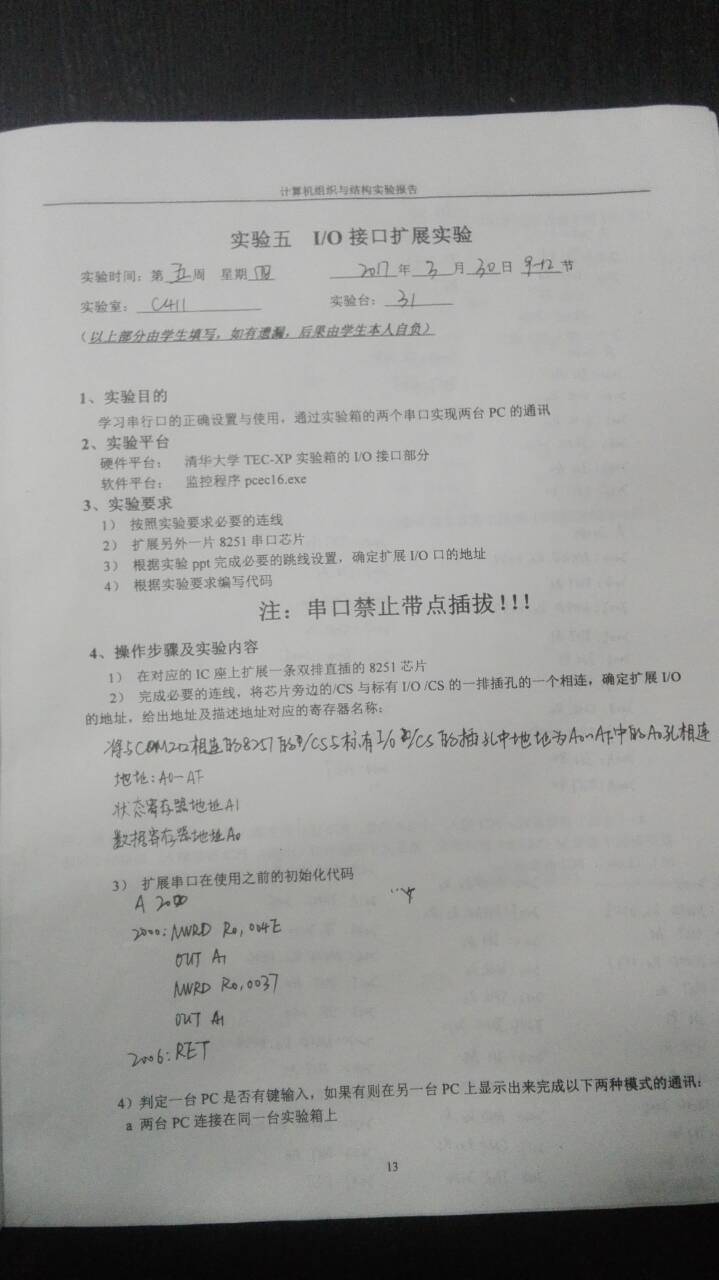 计算机组织与结构实验报告
实验五 I/O 接口扩展实验
实验时间：第 五 周 星期 四 2017 年 3 月 30 日 9-12 节
实验室： C411 实验台： 31
（以上部分由学生填写，如有遗漏，后果由学生本人自负）
1、实验目的
学习串行口的正确设置与使用，通过实验箱的两个串口实现两台 PC 的通讯
2、实验平台
硬件平台： 清华大学 TEC-XP 实验箱的 I/O 接口部分
软件平台： 监控程序 pcec16.exe
3、实验要求
1） 按照实验要求必要的连线
2） 扩展另外一片 8251 串口芯片
3） 根据实验 ppt 完成必要的跳线设置，确定扩展 I/O 口的地址
4） 根据实验要求编写代码
注：串口禁止带点插拔！！！
4、操作步骤及实验内容
1） 在对应的 IC 座上扩展一条双排直插的 8251 芯片
2） 完成必要的连线，将芯片旁边的/CS 与标有 I/O /CS 的一排插孔的一个相连，确定扩展 I/O
的地址，给出地址及描述地址对应的寄存器名称：
将与COM2口相连的8251的/CS与标有I/O /CS的插孔中地址为A0~AF中的A0孔相连
地址：A0-AF
状态寄存器地址A1
数据寄存器地址A0
3） 扩展串口在使用之前的初始化代码
A 2000
2000: MVRD R0, 004E
OUT A1
MVRD R0, 0037
OUT A1
2006: RET
4）判定一台 PC 是否有键输入，如果有则在另一台 PC 上显示出来完成以下两种模式的通讯：
a 两台 PC 连接在同一台实验箱上
13